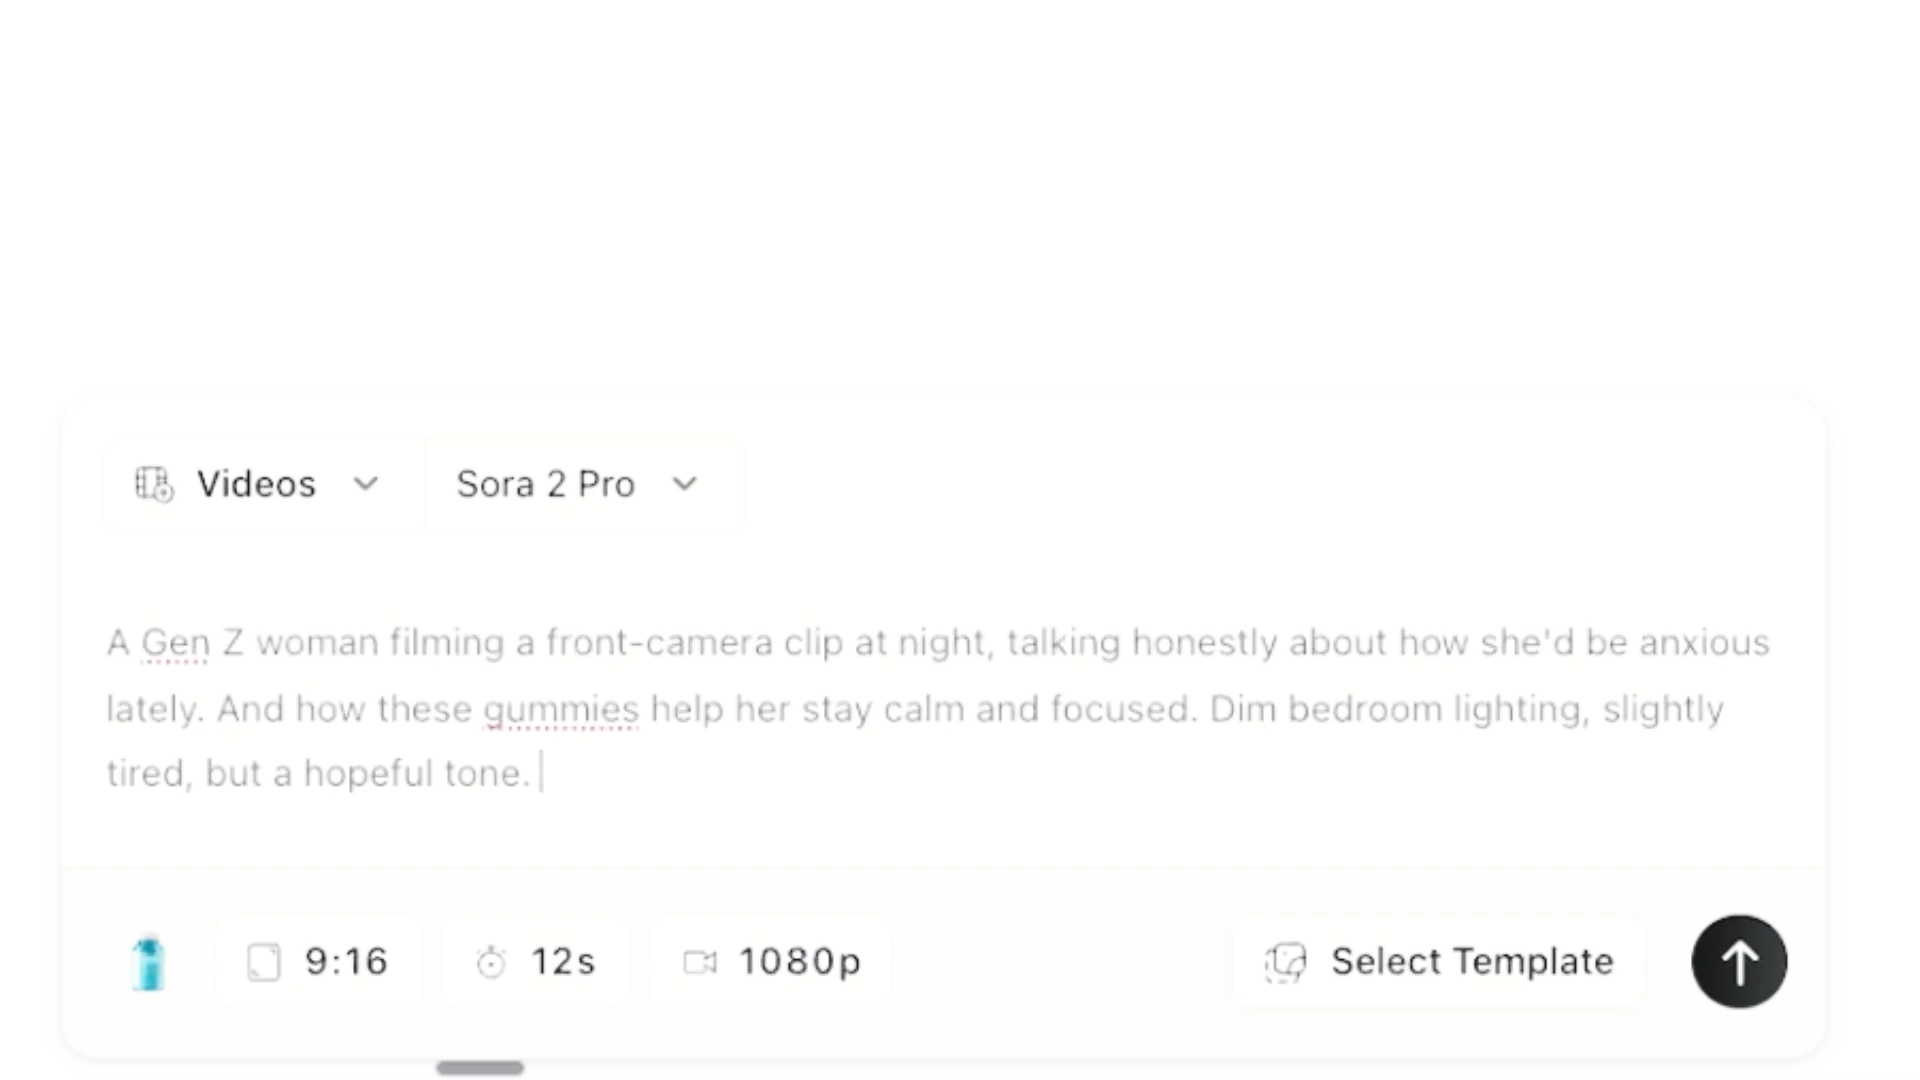 Videos
Sora 2 Pro
A Gen Z woman filming a front-camera clip at night, talking honestly about how she'd be anxious
lately. And how these gummies help her stay calm and focused. Dim bedroom lighting, slightly
tired, but a hopeful tone.
9:16
12s
1080p
Select Template